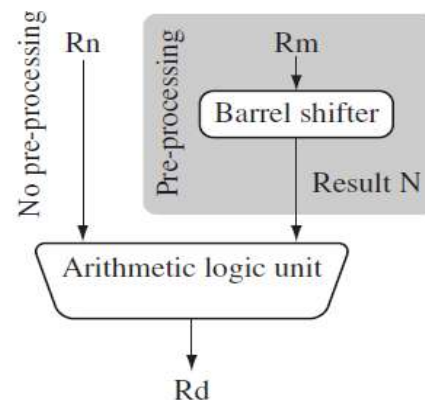 No pre-processing
Rn
Pre-processing
Rm
Barrel shifter
Result N
Arithmetic logic unit
Rd